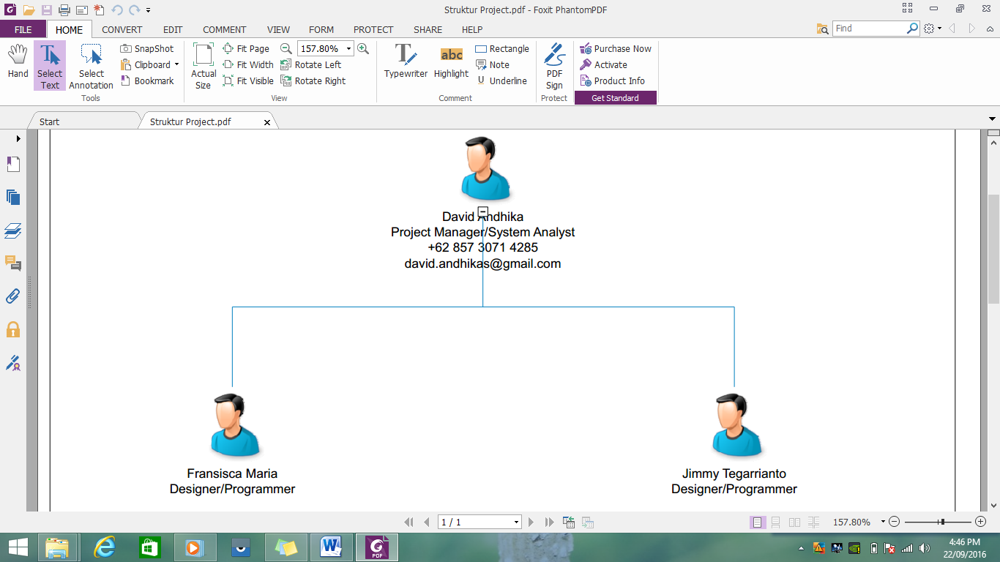 Struktur Project.pdf - Foxit PhantomPDF
FILE HOME CONVERT EDIT COMMENT VIEW FORM PROTECT SHARE HELP Find
Hand
Select Text
Select Annotation
SnapShot
Clipboard
Bookmark
Tools
Actual Size
Fit Page
Fit Width
Fit Visible
157.80%
Rotate Left
Rotate Right
View
Typewriter
abc
Highlight
Rectangle
Note
U Underline
Comment
PDF Sign
Protect
Purchase Now
Activate
Product Info
Get Standard
Start
Struktur Project.pdf
David Andhika
Project Manager/System Analyst
+62 857 3071 4285
david.andhikas@gmail.com
Fransisca Maria
Designer/Programmer
Jimmy Tegarrianto
Designer/Programmer
1 / 1
157.80%
PDF
4:46 PM
22/09/2016